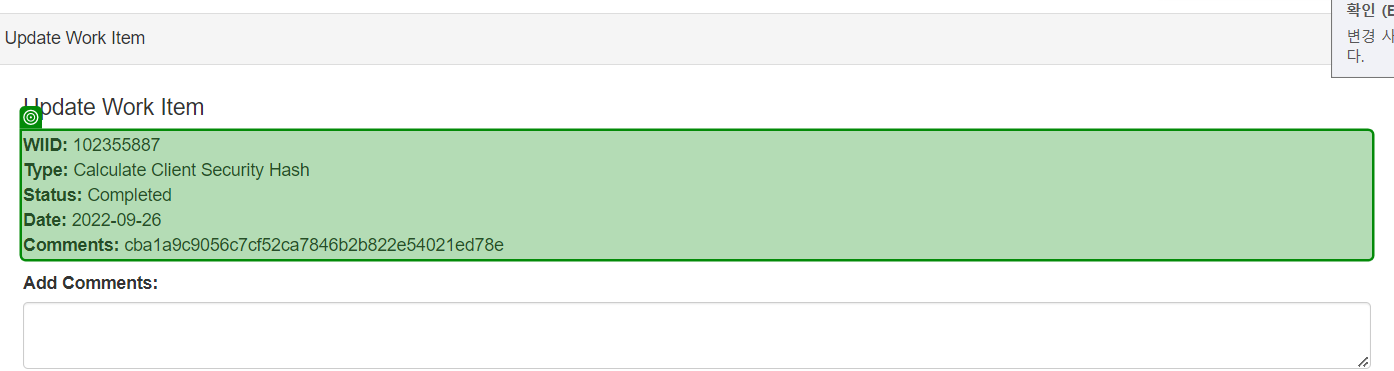 Update Work Item
확인 (E
변경 사
다.
Update Work Item
WIID: 102355887
Type: Calculate Client Security Hash
Status: Completed
Date: 2022-09-26
Comments: cba1a9c9056c7cf52ca7846b2b822e54021ed78e
Add Comments: